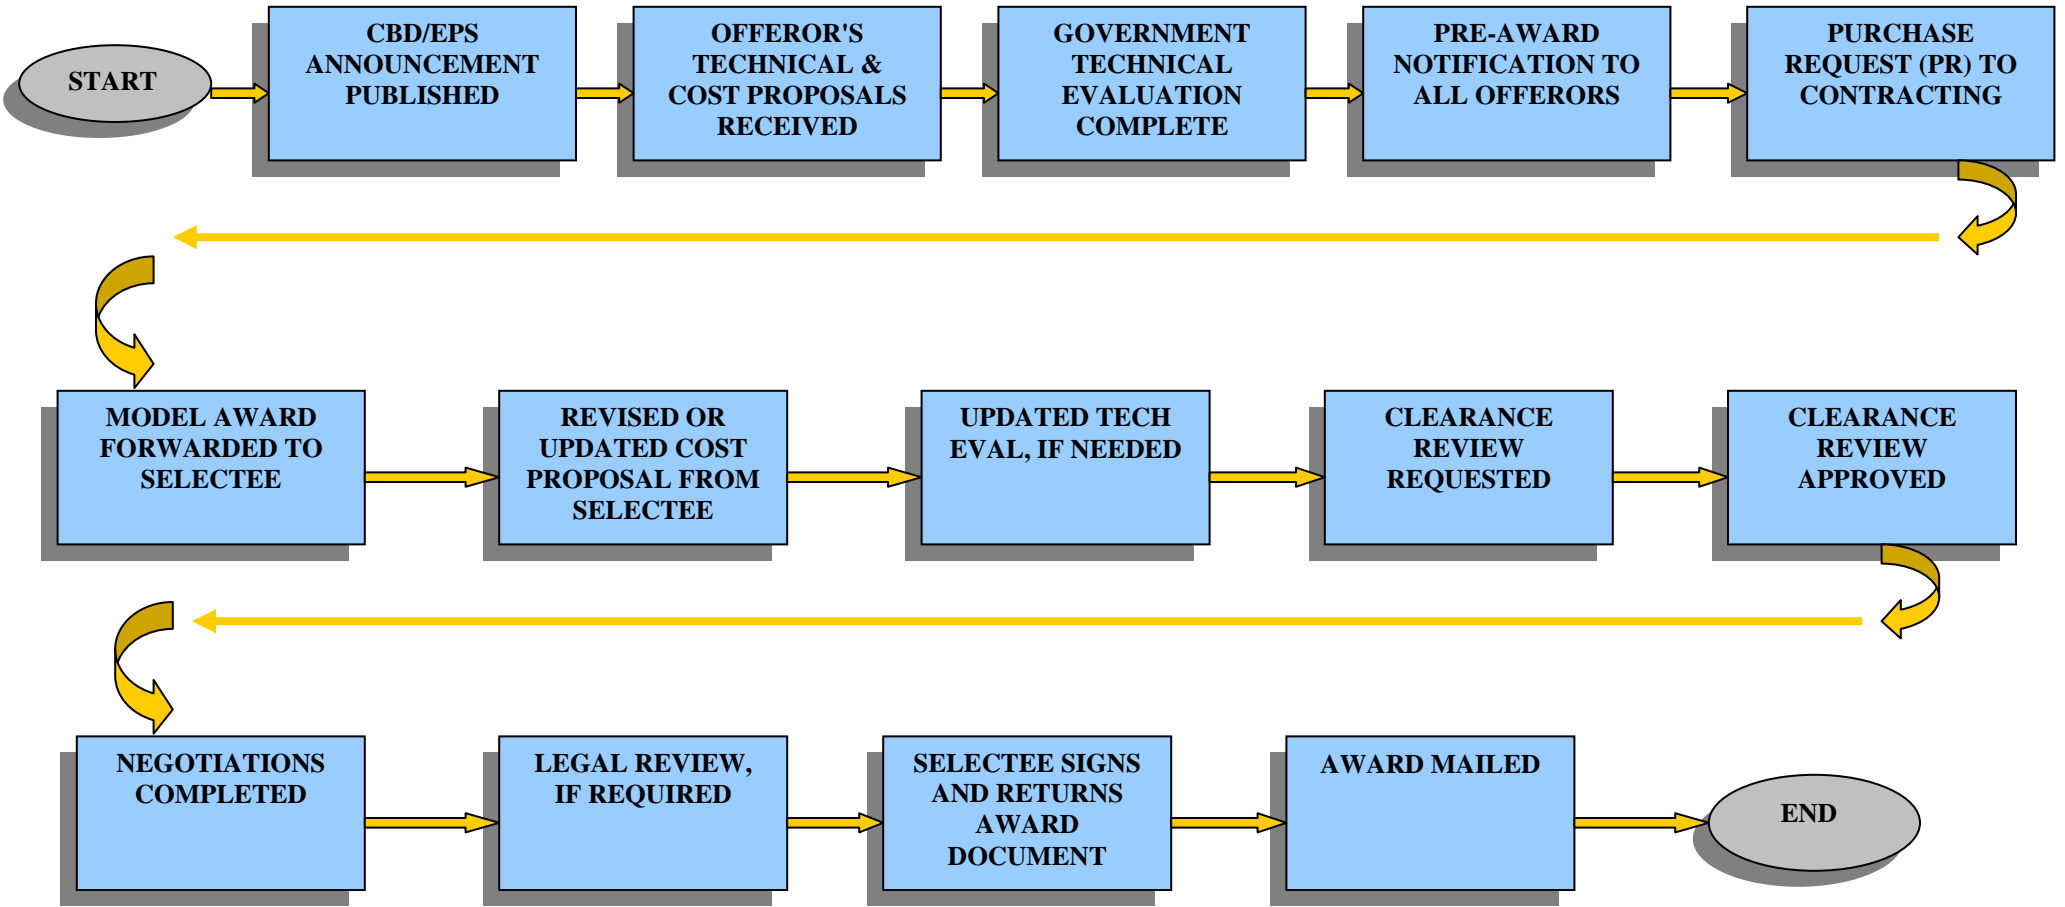 START
CBD/EPS
ANNOUNCEMENT
PUBLISHED
OFFEROR'S
TECHNICAL &
COST PROPOSALS
RECEIVED
GOVERNMENT
TECHNICAL
EVALUATION
COMPLETE
PRE-AWARD
NOTIFICATION TO
ALL OFFERORS
PURCHASE
REQUEST (PR) TO
CONTRACTING
MODEL AWARD
FORWARDED TO
SELECTEE
REVISED OR
UPDATED COST
PROPOSAL FROM
SELECTEE
UPDATED TECH
EVAL, IF NEEDED
CLEARANCE
REVIEW
REQUESTED
CLEARANCE
REVIEW
APPROVED
NEGOTIATIONS
COMPLETED
LEGAL REVIEW,
IF REQUIRED
SELECTEE SIGNS
AND RETURNS
AWARD
DOCUMENT
AWARD MAILED
END